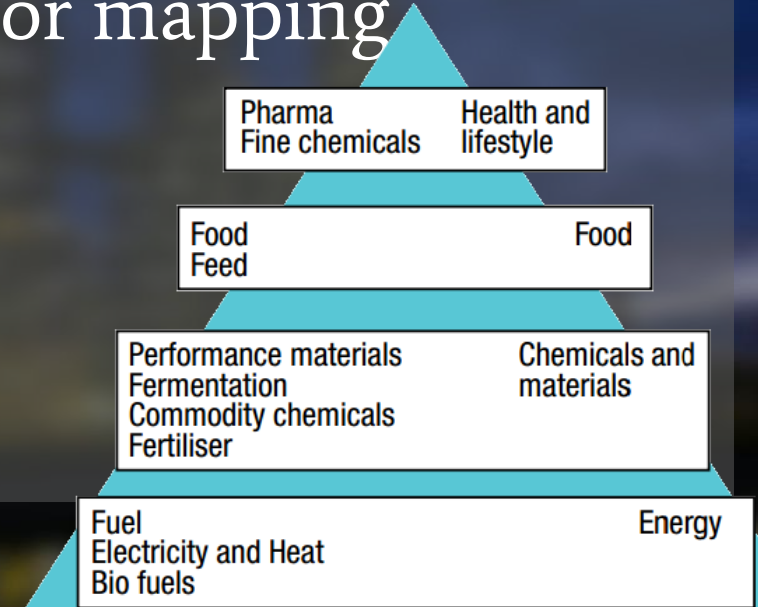 or mapping
Pharma
Fine chemicals
Health and
lifestyle
Food
Feed
Food
Performance materials
Fermentation
Commodity chemicals
Fertiliser
Chemicals and
materials
Fuel
Electricity and Heat
Bio fuels
Energy